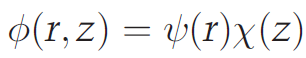 ϕ(r, z) = ψ(r)χ(z)